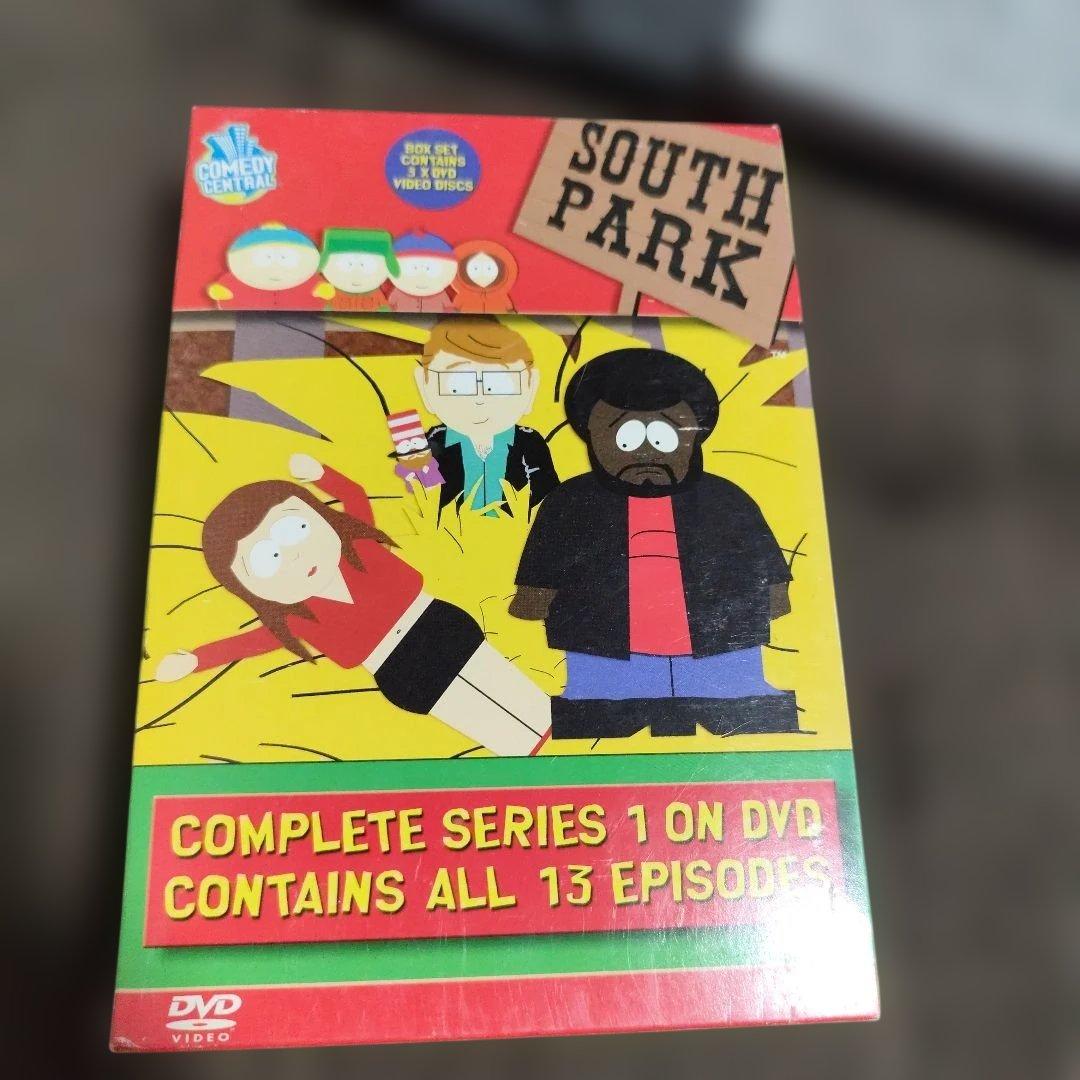 COMEDY
CENTRAL
BOX SET
CONTAINS
3 X DVD
VIDEO DISCS
SOUTH
PARK
TM
COMPLETE SERIES 1 ON DVD
CONTAINS ALL 13 EPISODES
DVD
VIDEO